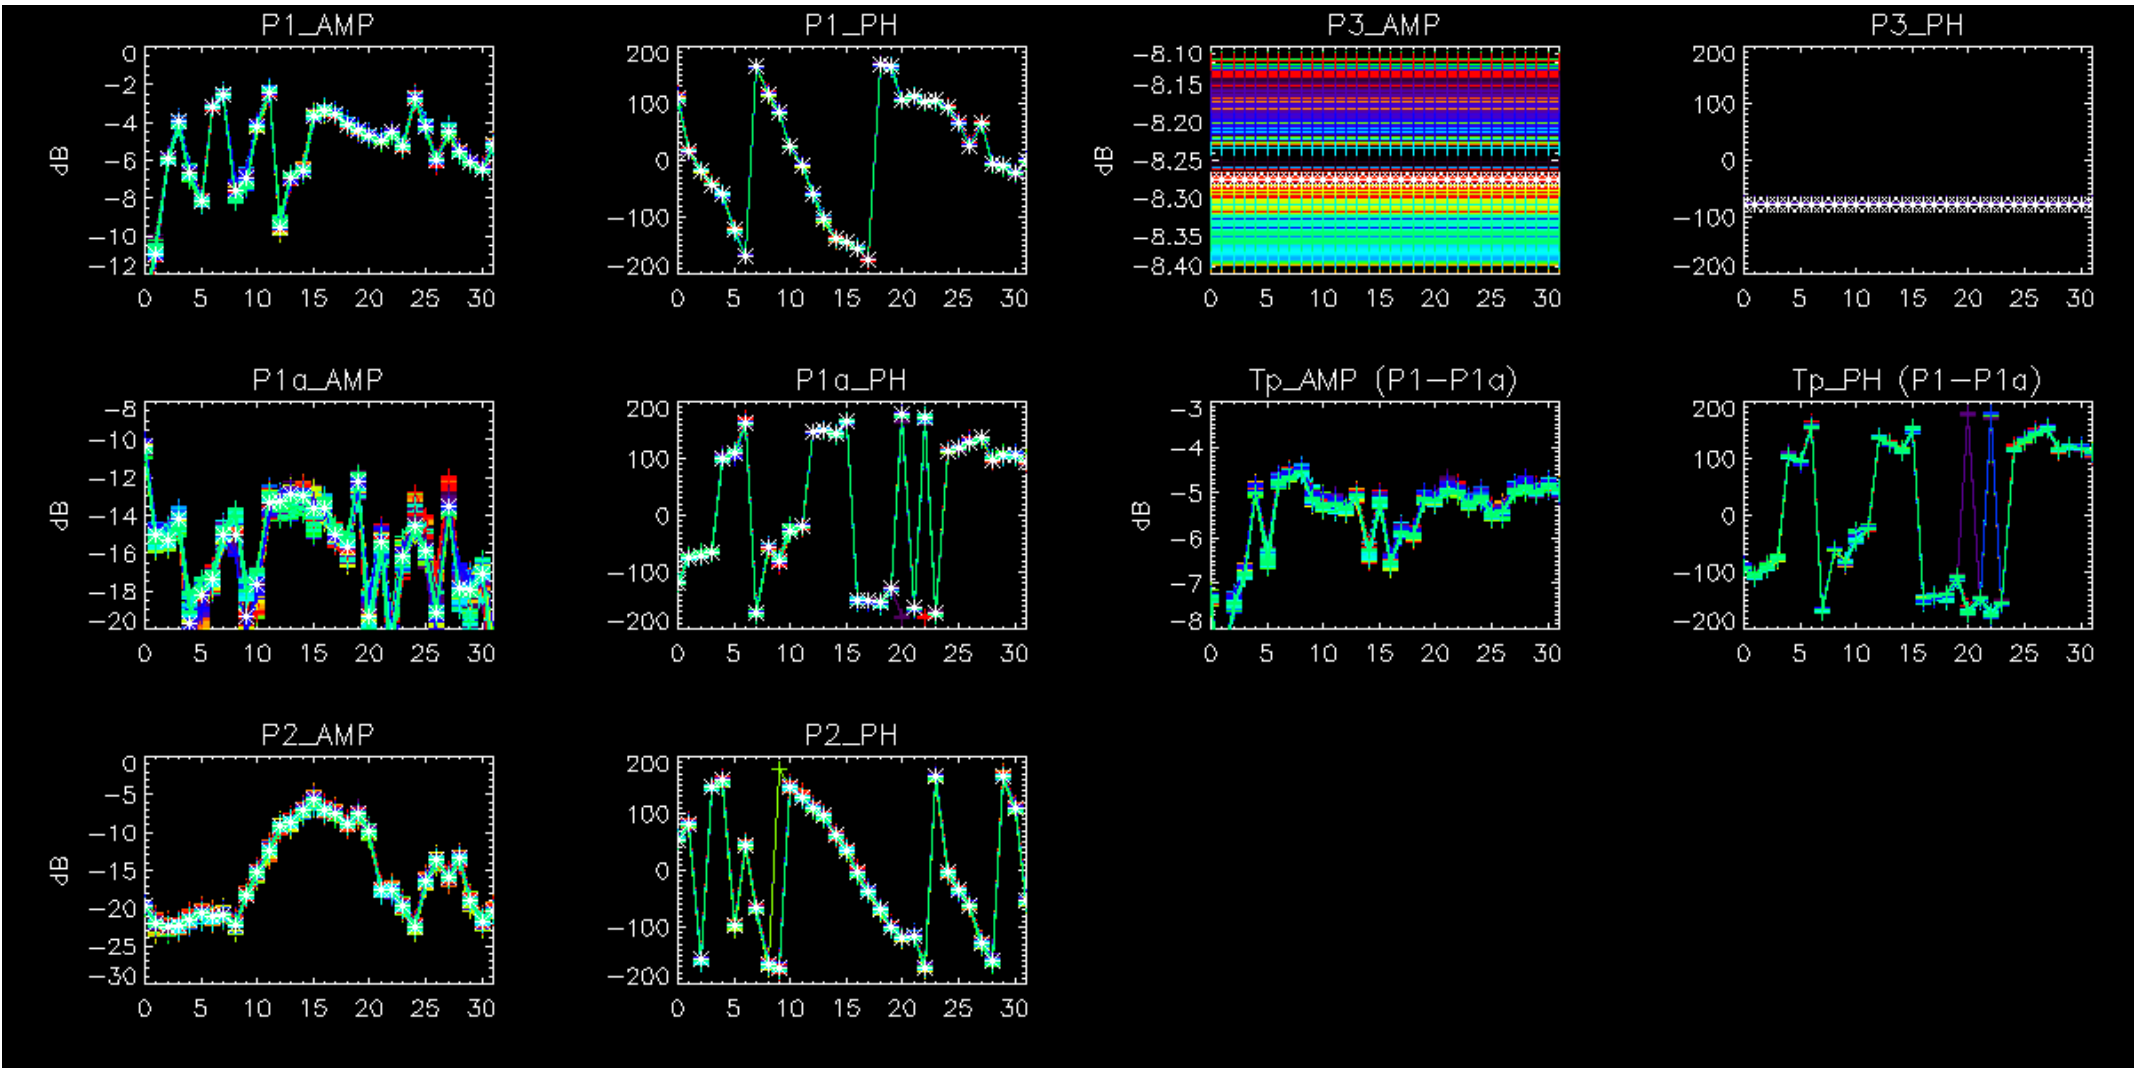 P1_AMP
0
−2
−4
−6
−8
−10
−12
dB
0 5 10 15 20 25 30
P1_PH
200
100
0
−100
−200
0 5 10 15 20 25 30
P3_AMP
−8.10
−8.15
−8.20
−8.25
−8.30
−8.35
−8.40
dB
0 5 10 15 20 25 30
P3_PH
200
100
0
−100
−200
0 5 10 15 20 25 30
P1a_AMP
−8
−10
−12
−14
−16
−18
−20
dB
0 5 10 15 20 25 30
P1a_PH
200
100
0
−100
−200
0 5 10 15 20 25 30
Tp_AMP (P1−P1a)
−3
−4
−5
−6
−7
−8
dB
0 5 10 15 20 25 30
Tp_PH (P1−P1a)
200
100
0
−100
−200
0 5 10 15 20 25 30
P2_AMP
0
−5
−10
−15
−20
−25
−30
dB
0 5 10 15 20 25 30
P2_PH
200
100
0
−100
−200
0 5 10 15 20 25 30